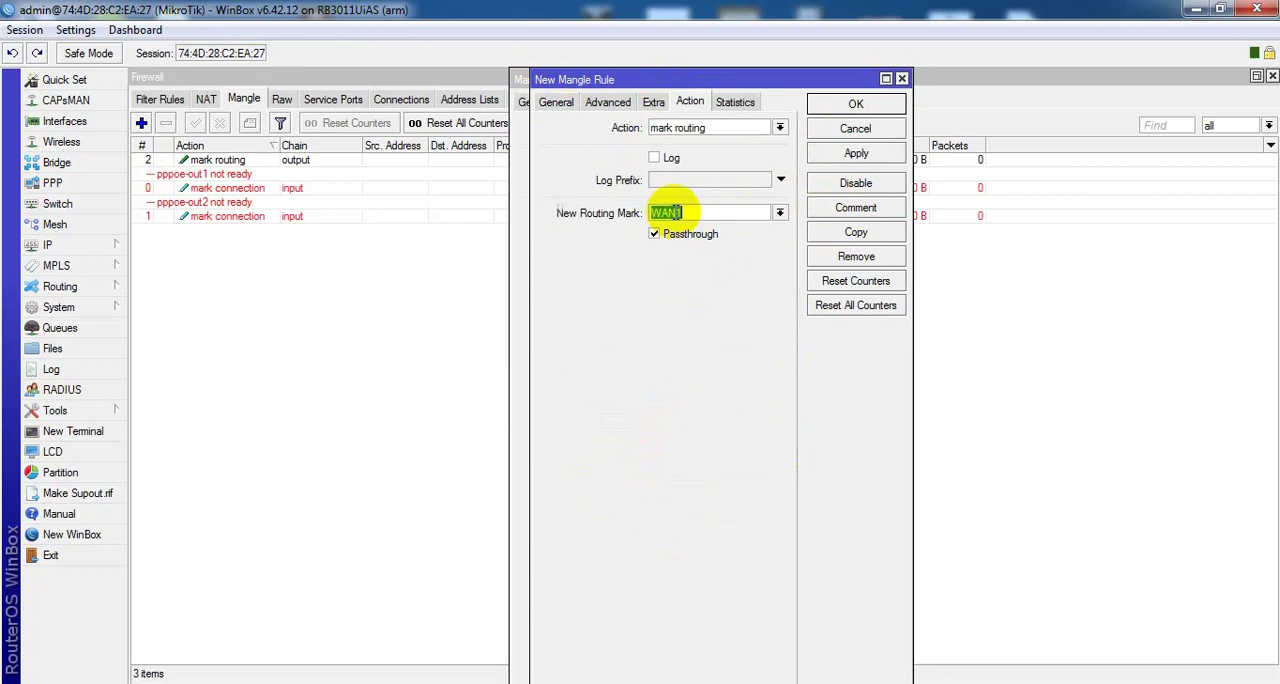 admin@74:4D:28:C2:EA:27 (MikroTik) - WinBox v6.42.12 on RB3011UiAS (arm)
Session Settings Dashboard
Safe Mode Session: 74:4D:28:C2:EA:27
Quick Set
CAPsMAN
Interfaces
Wireless
Bridge
PPP
Switch
Mesh
IP
MPLS
Routing
System
Queues
Files
Log
RADIUS
Tools
New Terminal
LCD
Partition
Make Supout.rif
Manual
New WinBox
Exit
RouterOS WinBox
Firewall
Filter Rules NAT Mangle Raw Service Ports Connections Address Lists
00 Reset Counters 00 Reset All Counters
Find all
# Action Chain Src. Address Dst. Address Pro Packets
2 mark routing output 0 B 0
--- pppoe-out1 not ready
0 mark connection input 0 B 0
--- pppoe-out2 not ready
1 mark connection input 0 B 0
3 items
Ma
Ge
New Mangle Rule
General Advanced Extra Action Statistics
Action: mark routing
Log
Log Prefix:
New Routing Mark: WAN1
Passthrough
OK
Cancel
Apply
Disable
Comment
Copy
Remove
Reset Counters
Reset All Counters